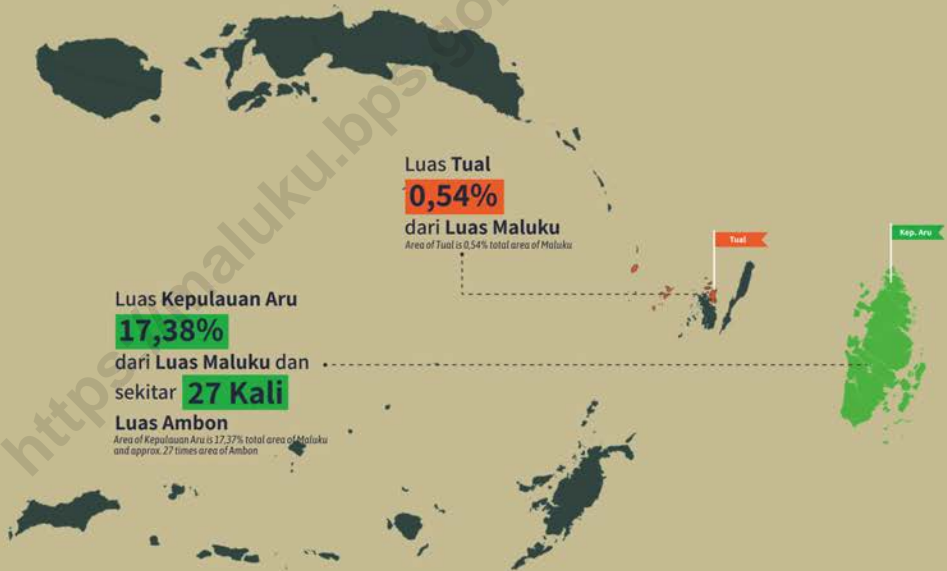 Luas Tual
0,54%
dari Luas Maluku
Area of Tual is 0,54% total area of Maluku
Tual
Kep. Aru
Luas Kepulauan Aru
17,38%
dari Luas Maluku dan
sekitar 27 Kali
Luas Ambon
Area of Kepulauan Aru is 17,37% total area of Maluku
and approx. 27 times area of Ambon
https://maluku.bps.go